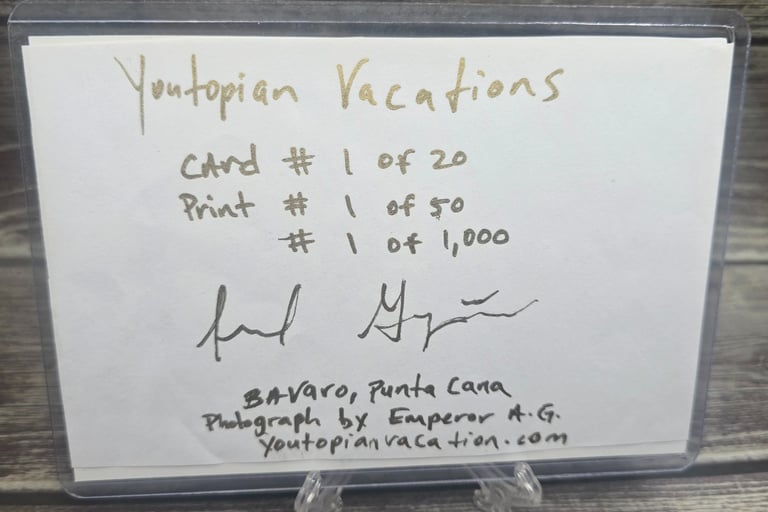 Youtopian Vacations
Card # 1 of 20
Print # 1 of 50
# 1 of 1,000
Bavaro, Punta Cana
Photograph by Emperor A.G.
youtopianvacation.com